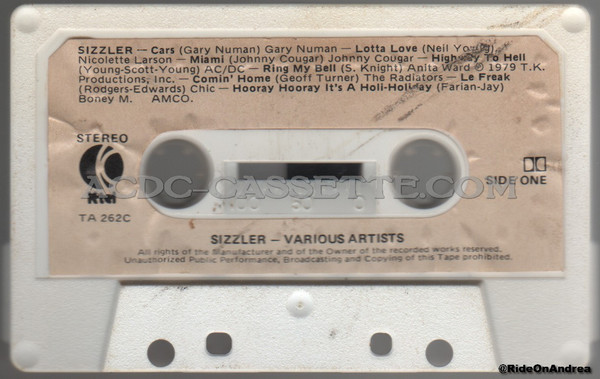 SIZZLER — Cars (Gary Numan) Gary Numan — Lotta Love (Neil Young)
Nicolette Larson — Miami (Johnny Cougar) Johnny Cougar — Highway To Hell
(Young-Scott-Young) AC/DC — Ring My Bell (S. Knight) Anita Ward ℗ 1979 T.K.
Productions, Inc. — Comin' Home (Geoff Turner) The Radiators — Le Freak
(Rodgers-Edwards) Chic — Hooray Hooray It's A Holi-Holiday (Farian-Jay)
Boney M. AMCO.
STEREO
K-tel
TA 262C
SIDE ONE
ACDC-CASSETTE.COM
100 50 0
SIZZLER — VARIOUS ARTISTS
All rights of the Manufacturer and of the Owner of the recorded works reserved.
Unauthorized Public Performance, Broadcasting and Copying of this Tape prohibited.
@RideOnAndrea